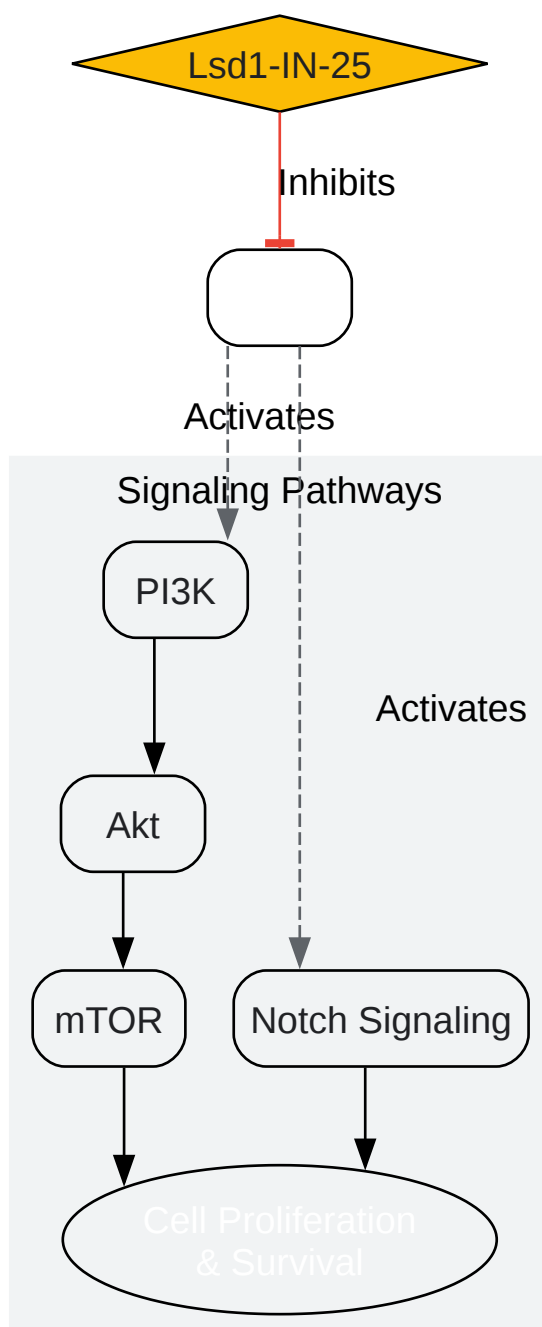 Lsd1-IN-25
Inhibits
Activates
Signaling Pathways
PI3K
Activates
Akt
mTOR
Notch Signaling
Cell Proliferation
& Survival